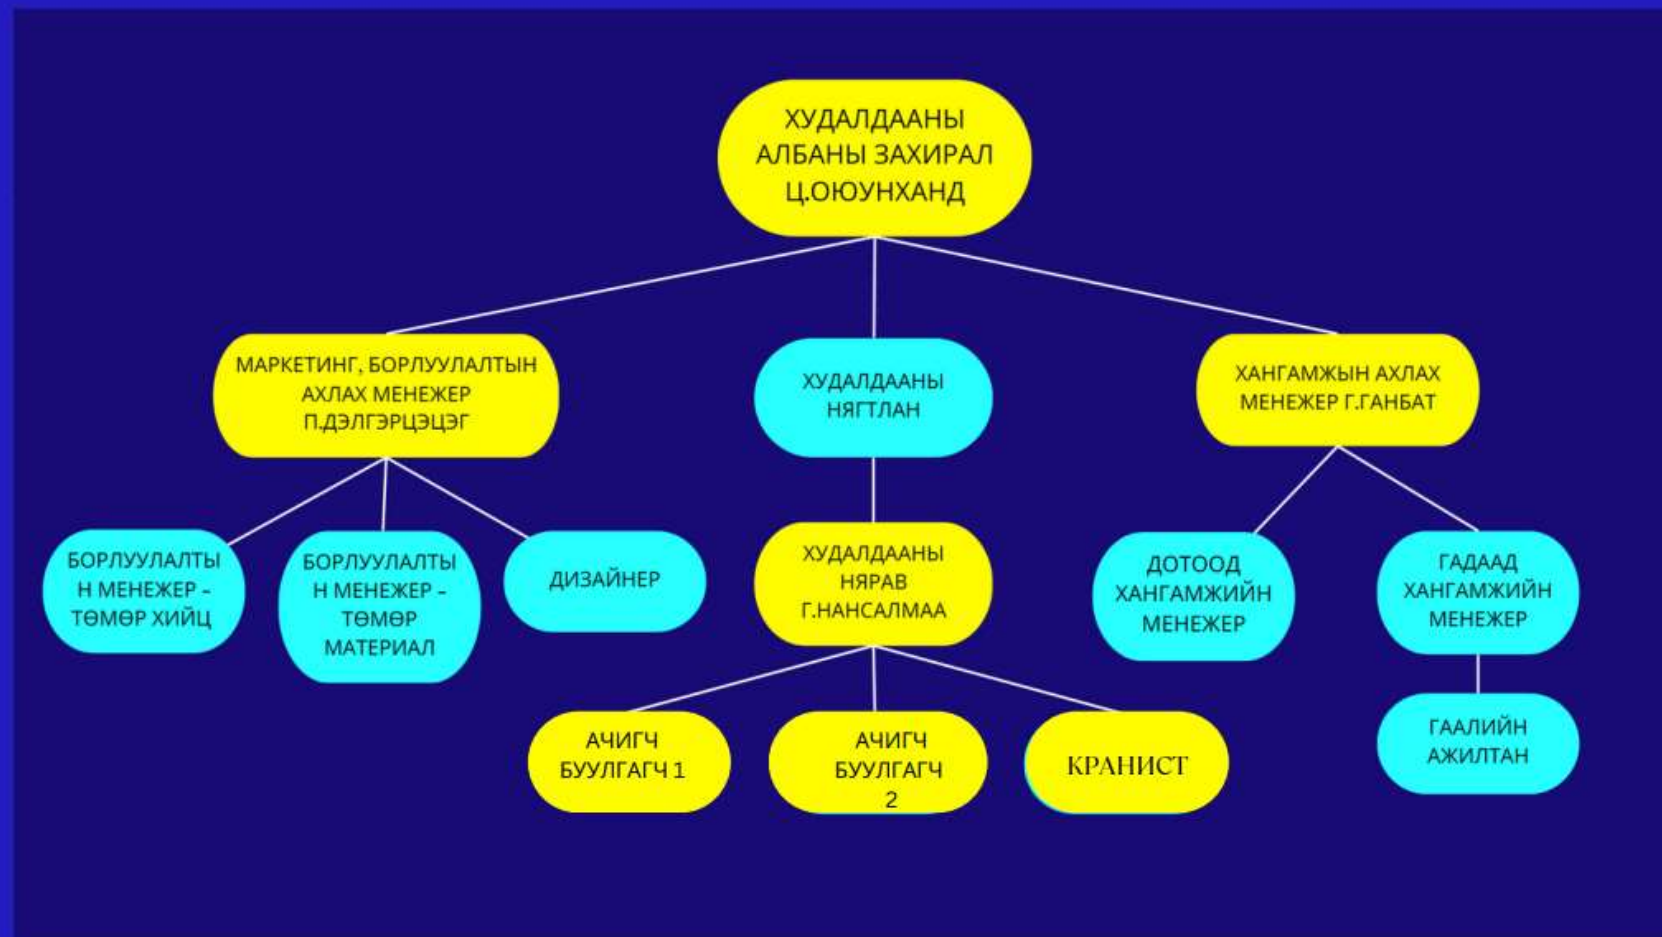 ХУДАЛДААНЫ
АЛБАНЫ ЗАХИРАЛ
Ц.ОЮУНХАНД
МАРКЕТИНГ, БОРЛУУЛАЛТЫН
АХЛАХ МЕНЕЖЕР
П.ДЭЛГЭРЦЭЦЭГ
ХУДАЛДААНЫ
НЯГТЛАН
ХАНГАМЖЫН АХЛАХ
МЕНЕЖЕР Г.ГАНБАТ
БОРЛУУЛАЛТЫ
Н МЕНЕЖЕР -
ТӨМӨР ХИЙЦ
БОРЛУУЛАЛТЫ
Н МЕНЕЖЕР -
ТӨМӨР
МАТЕРИАЛ
ДИЗАЙНЕР
ХУДАЛДААНЫ
НЯРАВ
Г.НАНСАЛМАА
ДОТООД
ХАНГАМЖИЙН
МЕНЕЖЕР
ГАДААД
ХАНГАМЖИЙН
МЕНЕЖЕР
АЧИГЧ
БУУЛГАГЧ 1
АЧИГЧ
БУУЛГАГЧ
2
КРАНИСТ
ГААЛИЙН
АЖИЛТАН